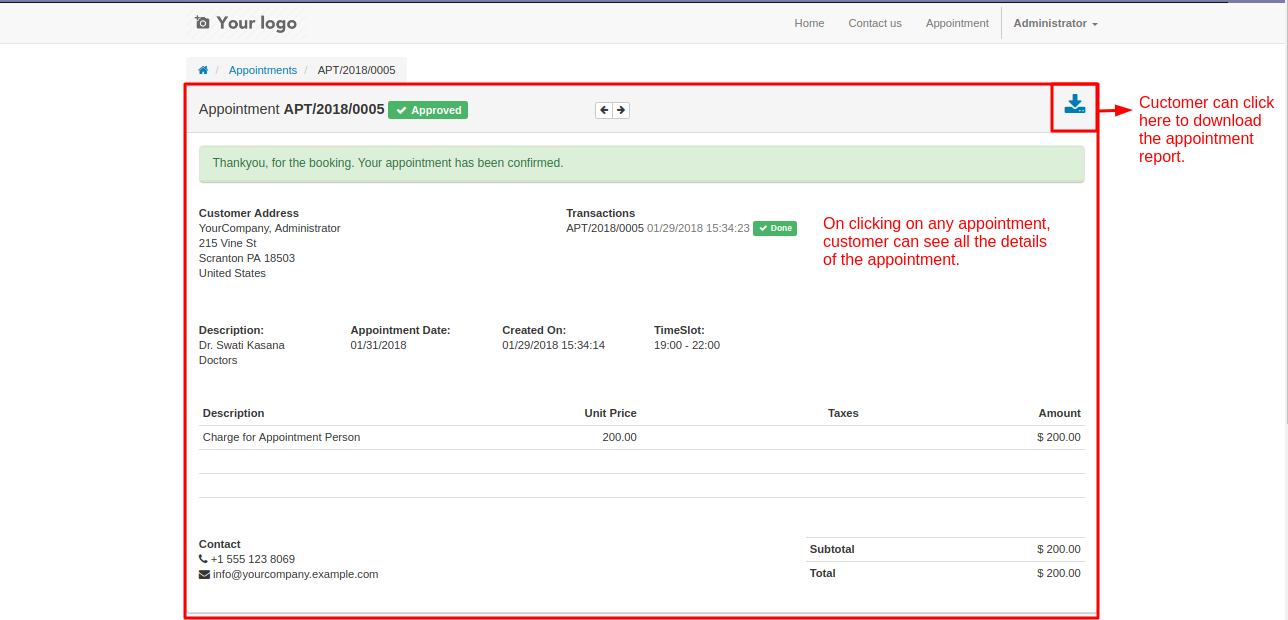 Your logo
Home Contact us Appointment Administrator
/ Appointments / APT/2018/0005
Appointment APT/2018/0005 Approved
Cuctomer can click
here to download
the appointment
report.
Thankyou, for the booking. Your appointment has been confirmed.
Customer Address
YourCompany, Administrator
215 Vine St
Scranton PA 18503
United States
Transactions
APT/2018/0005 01/29/2018 15:34:23 Done
On clicking on any appointment,
customer can see all the details
of the appointment.
Description: Appointment Date: Created On: TimeSlot:
Dr. Swati Kasana 01/31/2018 01/29/2018 15:34:14 19:00 - 22:00
Doctors
Description Unit Price Taxes Amount
Charge for Appointment Person 200.00 $ 200.00
Contact
+1 555 123 8069
info@yourcompany.example.com
Subtotal $ 200.00
Total $ 200.00